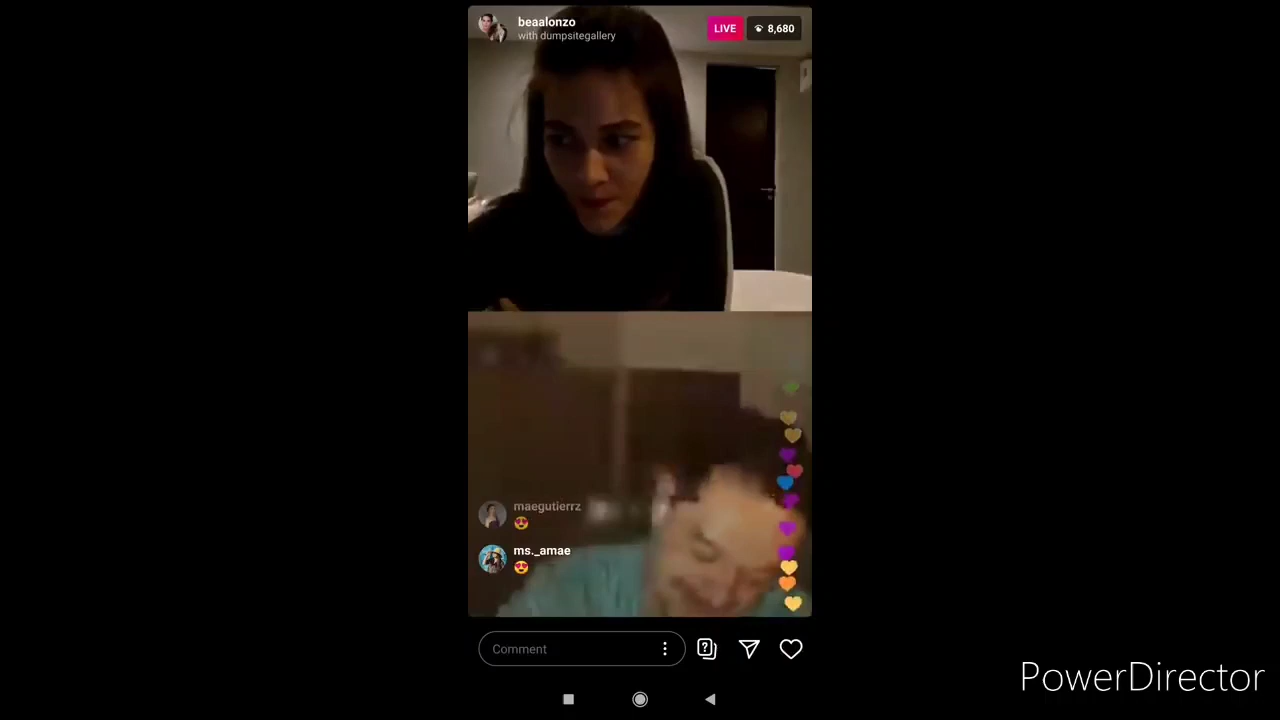 beaalonzo
with dumpsitegallery
LIVE
8,680
maegutierrz
ms._amae
Comment
PowerDirector